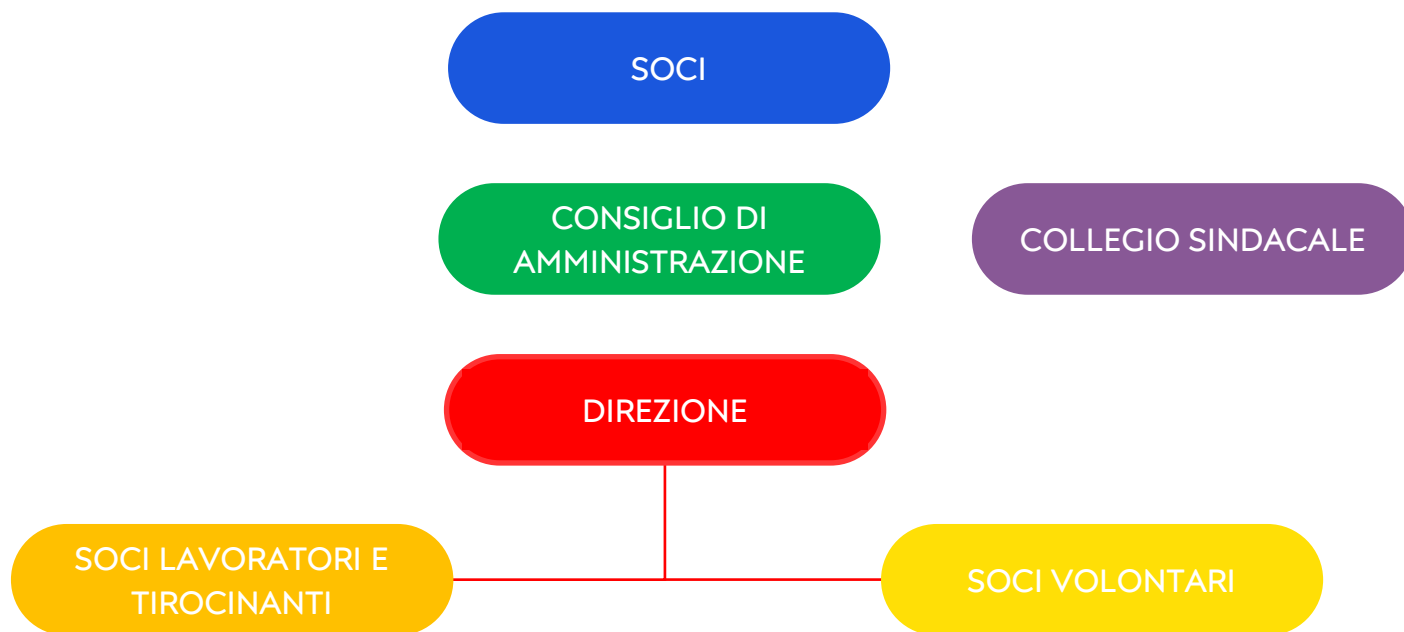 SOCI
CONSIGLIO DI
AMMINISTRAZIONE
COLLEGIO SINDACALE
DIREZIONE
SOCI LAVORATORI E
TIROCINANTI
SOCI VOLONTARI